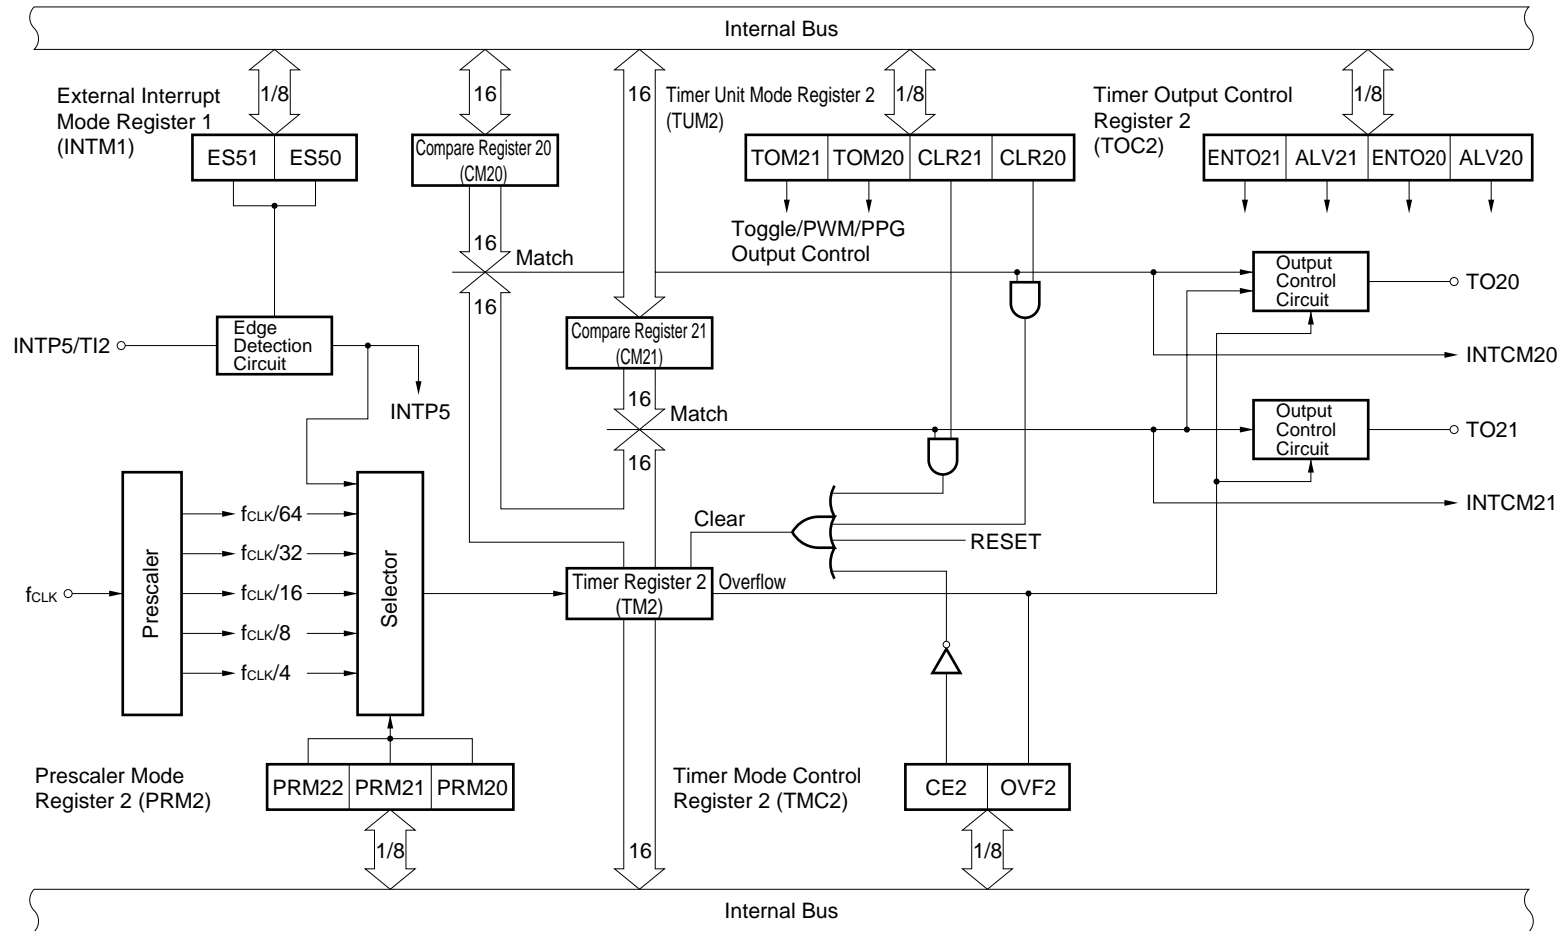 Internal Bus
1/8
16
16
1/8
1/8
External Interrupt
Mode Register 1
(INTM1)
Timer Unit Mode Register 2
(TUM2)
Timer Output Control
Register 2
(TOC2)
ES51 ES50
Compare Register 20
(CM20)
TOM21 TOM20 CLR21 CLR20
ENTO21 ALV21 ENTO20 ALV20
Toggle/PWM/PPG
Output Control
16
Match
16
Output
Control
Circuit
TO20
Edge
Detection
Circuit
INTP5/TI2
Compare Register 21
(CM21)
INTCM20
INTP5
16
Match
16
Output
Control
Circuit
TO21
INTCM21
Prescaler
fCLK/64
fCLK/32
fCLK/16
fCLK/8
fCLK/4
fCLK
Selector
Clear
RESET
Timer Register 2
(TM2)
Overflow
Prescaler Mode
Register 2 (PRM2)
PRM22 PRM21 PRM20
Timer Mode Control
Register 2 (TMC2)
CE2 OVF2
1/8
16
1/8
Internal Bus